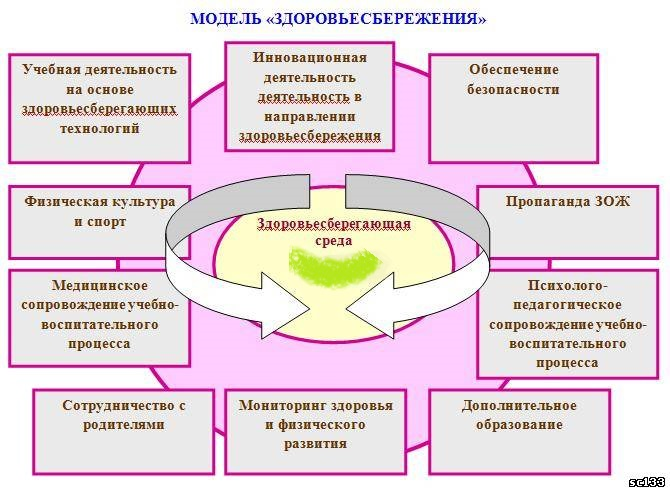 МОДЕЛЬ «ЗДОРОВЬЕСБЕРЕЖЕНИЯ»
Учебная деятельность
на основе
здоровьесберегающих
технологий
Инновационная
деятельность
деятельность в
направлении
здоровьесбережения
Обеспечение
безопасности
Физическая культура
и спорт
Здоровьесберегающая
среда
Пропаганда ЗОЖ
Медицинское
сопровождение учебно-
воспитательного
процесса
Психолого-
педагогическое
сопровождение учебно-
воспитательного
процесса
Сотрудничество с
родителями
Мониторинг здоровья
и физического
развития
Дополнительное
образование
sc133